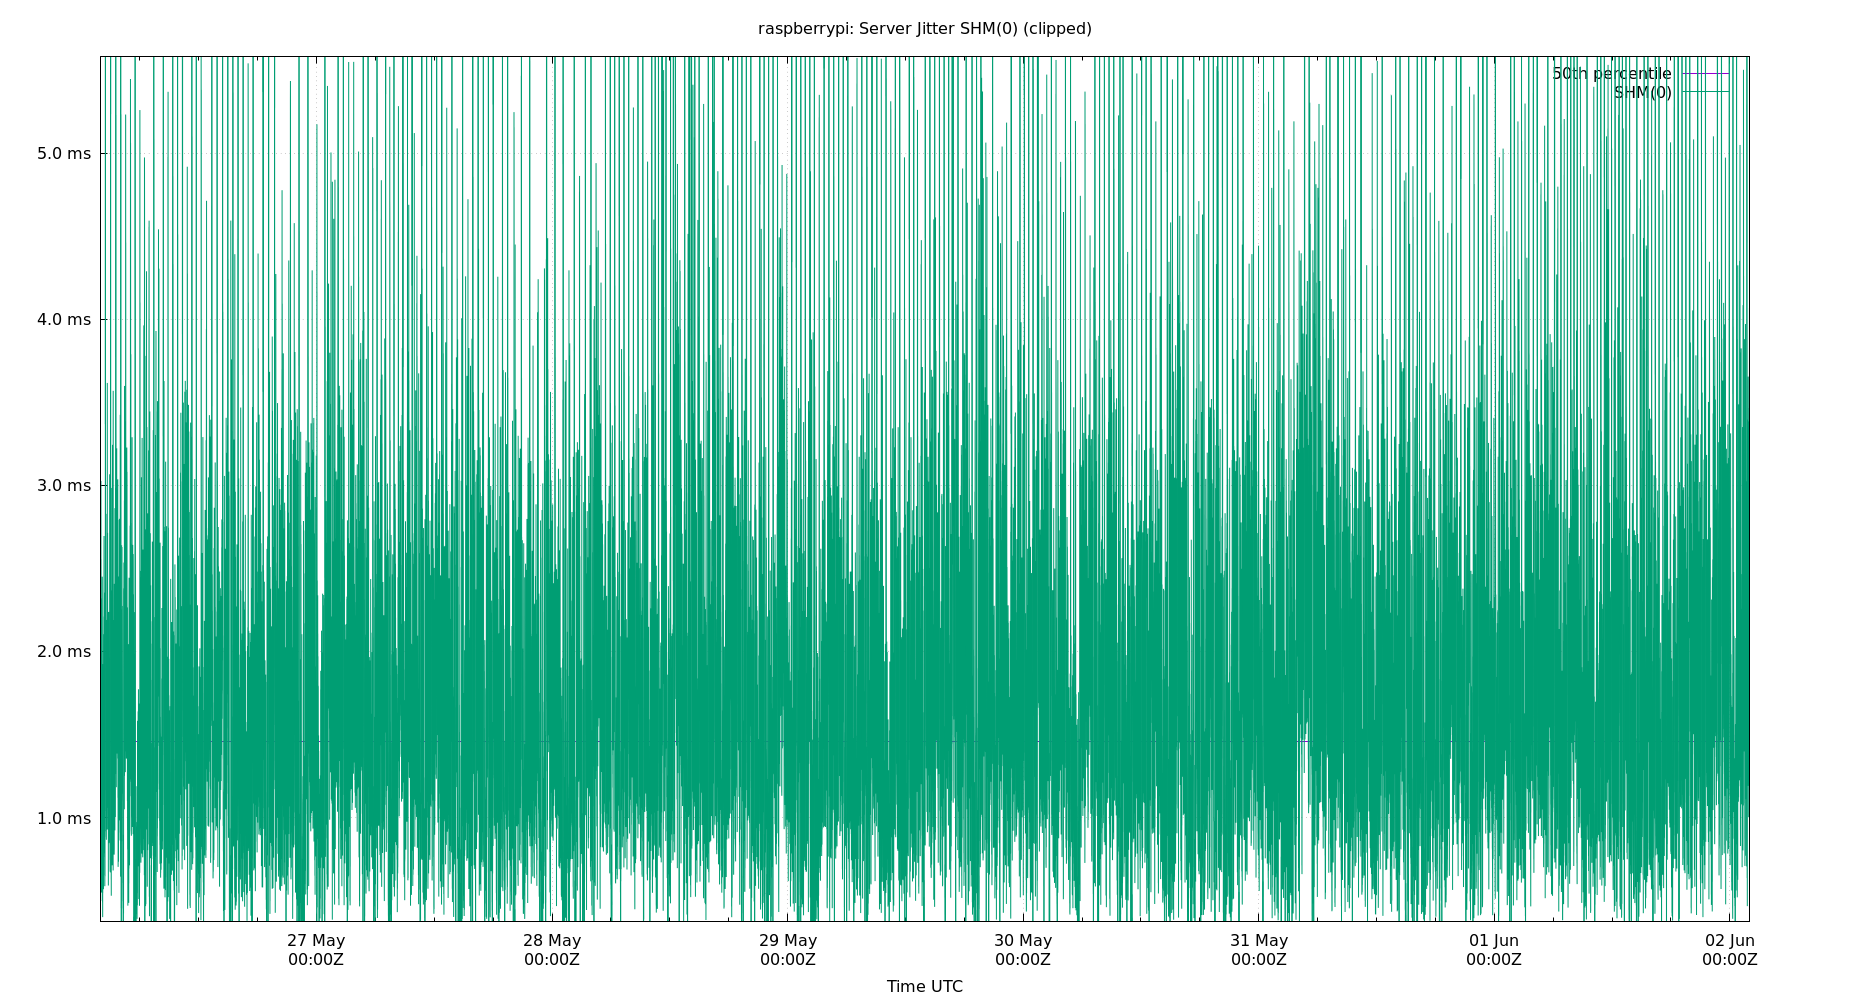 raspberrypi: Server Jitter SHM(0) (clipped)
50th percentile
SHM(0)
5.0 ms
4.0 ms
3.0 ms
2.0 ms
1.0 ms
27 May 28 May 29 May 30 May 31 May 01 Jun 02 Jun
00:00Z 00:00Z 00:00Z 00:00Z 00:00Z 00:00Z 00:00Z
Time UTC